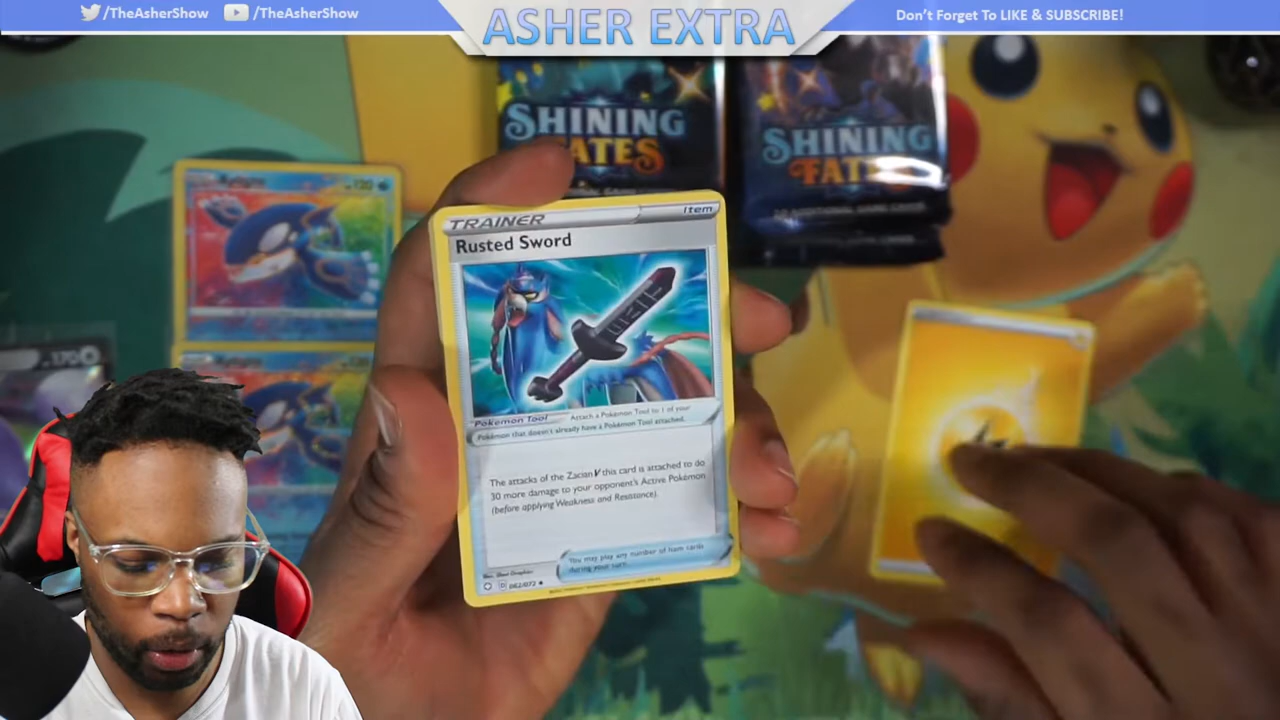 /TheAsherShow
/TheAsherShow
ASHER EXTRA
Don't Forget To LIKE & SUBSCRIBE!
SHINING
FATES
SHINING
FATES
120
170
TRAINER
Item
Rusted Sword
Pokémon Tool
Attach a Pokémon Tool to 1 of your
Pokémon that doesn't already have a Pokémon Tool attached.
The attacks of the Zacian V this card is attached to do
30 more damage to your opponent's Active Pokémon
(before applying Weakness and Resistance).
You may play any number of Item cards
during your turn.
D 062/072